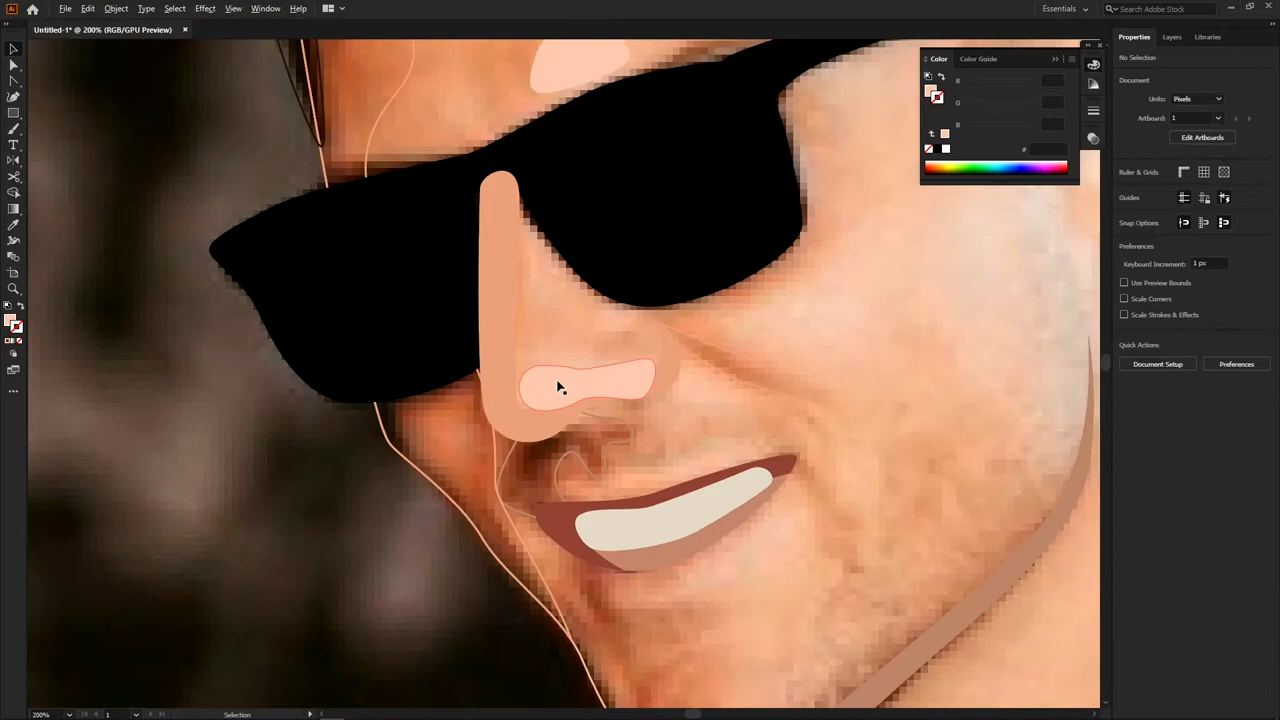 Ai File Edit Object Type Select Effect View Window Help Essentials Search Adobe Stock
Untitled-1* @ 200% (RGB/GPU Preview) ×
Color Color Guide
R
G
B
#
Properties Layers Libraries
No Selection
Document
Units: Pixels
Artboard: 1
Edit Artboards
Ruler & Grids
Guides
Snap Options
Preferences
Keyboard Increment: 1 px
Use Preview Bounds
Scale Corners
Scale Strokes & Effects
Quick Actions
Document Setup Preferences
200% 1 Selection